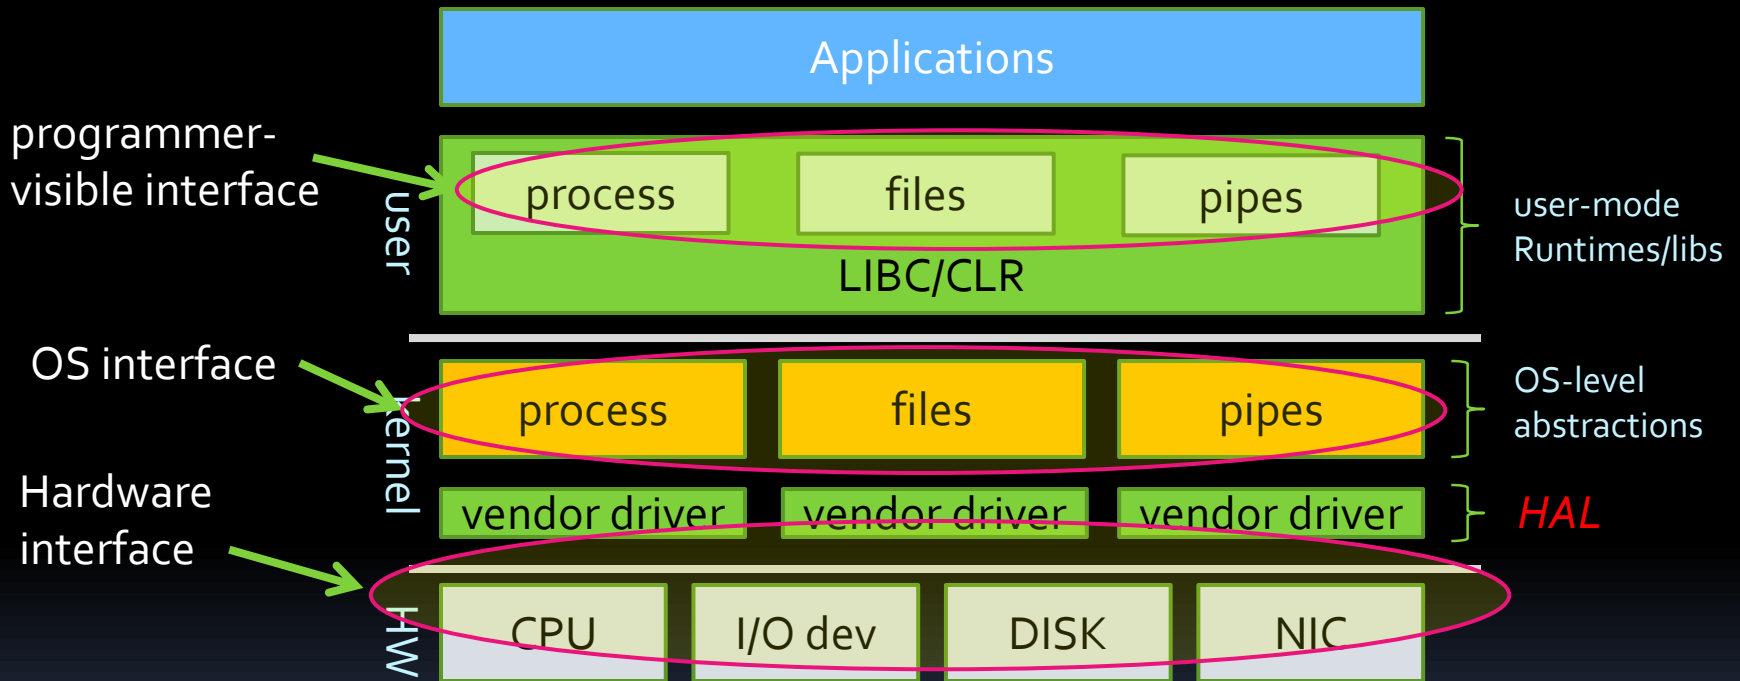 Applications
programmer-
visible interface
user
process
files
pipes
LIBC/CLR
user-mode
Runtimes/libs
OS interface
kernel
process
files
pipes
OS-level
abstractions
Hardware
interface
vendor driver
vendor driver
vendor driver
HAL
HW
CPU
I/O dev
DISK
NIC